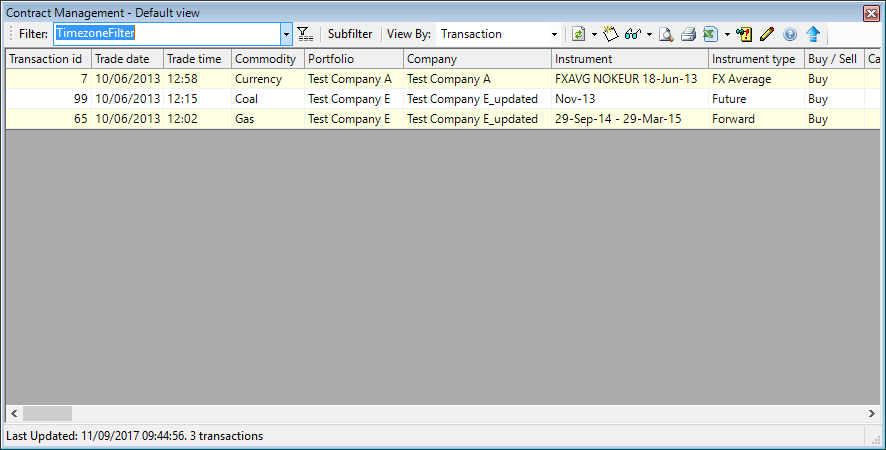 Contract Management - Default view
Filter: TimezoneFilter Subfilter View By: Transaction
Transaction id Trade date Trade time Commodity Portfolio Company Instrument Instrument type Buy / Sell Ca
7 10/06/2013 12:58 Currency Test Company A Test Company A FXAVG NOKEUR 18-Jun-13 FX Average Buy
99 10/06/2013 12:15 Coal Test Company E Test Company E_updated Nov-13 Future Buy
65 10/06/2013 12:02 Gas Test Company E Test Company E_updated 29-Sep-14 - 29-Mar-15 Forward Buy
Last Updated: 11/09/2017 09:44:56. 3 transactions